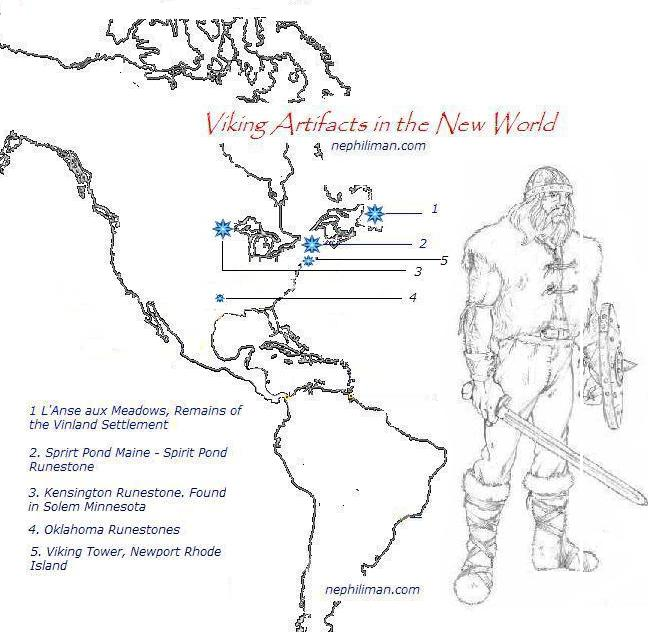 Viking Artifacts in the New World
nephiliman.com
1
2
5
3
4
1 L'Anse aux Meadows, Remains of
the Vinland Settlement
2. Sprirt Pond Maine - Spirit Pond
Runestone
3. Kensington Runestone. Found
in Solem Minnesota
4. Oklahoma Runestones
5. Viking Tower, Newport Rhode
Island
nephiliman.com